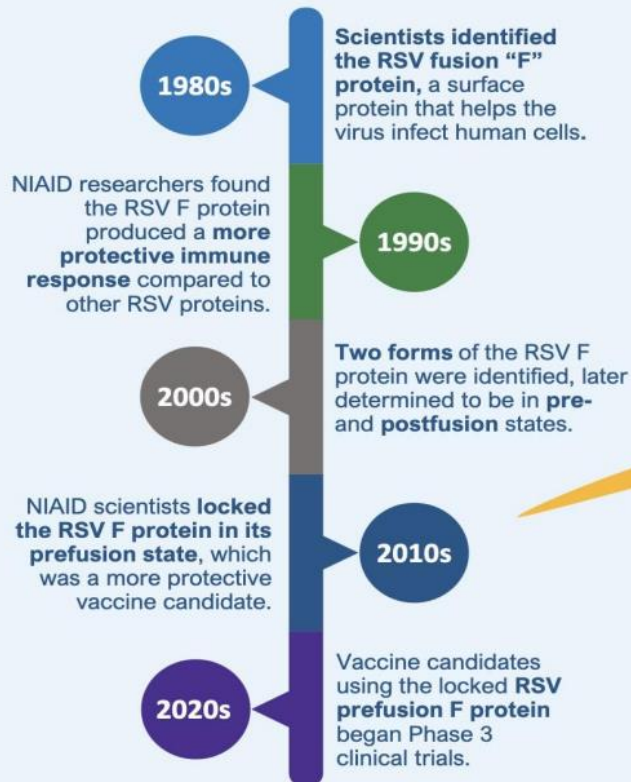 1980s
Scientists identified
the RSV fusion “F”
protein, a surface
protein that helps the
virus infect human cells.
NIAID researchers found
the RSV F protein
produced a more
protective immune
response compared to
other RSV proteins.
1990s
2000s
Two forms of the RSV F
protein were identified, later
determined to be in pre-
and postfusion states.
NIAID scientists locked
the RSV F protein in its
prefusion state, which
was a more protective
vaccine candidate.
2010s
2020s
Vaccine candidates
using the locked RSV
prefusion F protein
began Phase 3
clinical trials.